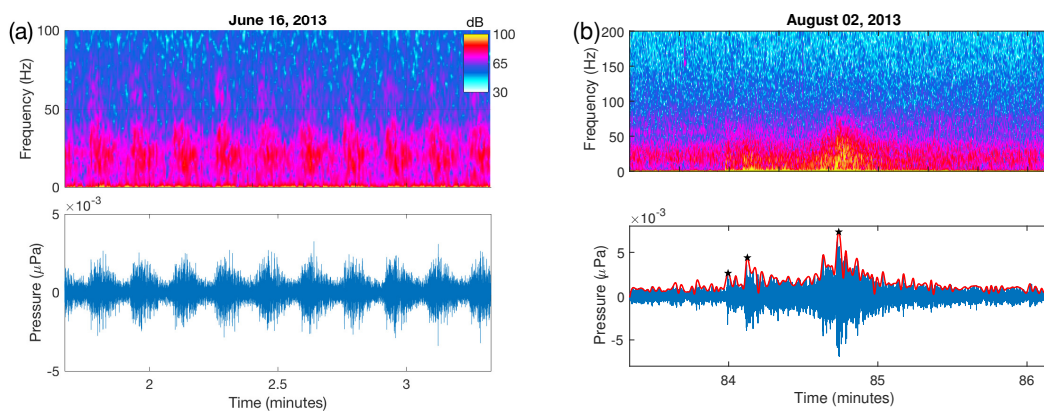 (a)
June 16, 2013
dB
100
65
30
100
50
0
Frequency (Hz)
×10⁻³
5
0
-5
Pressure (μPa)
2
2.5
3
Time (minutes)
(b)
August 02, 2013
200
150
100
50
0
Frequency (Hz)
×10⁻³
5
0
-5
Pressure (μPa)
84
85
86
Time (minutes)